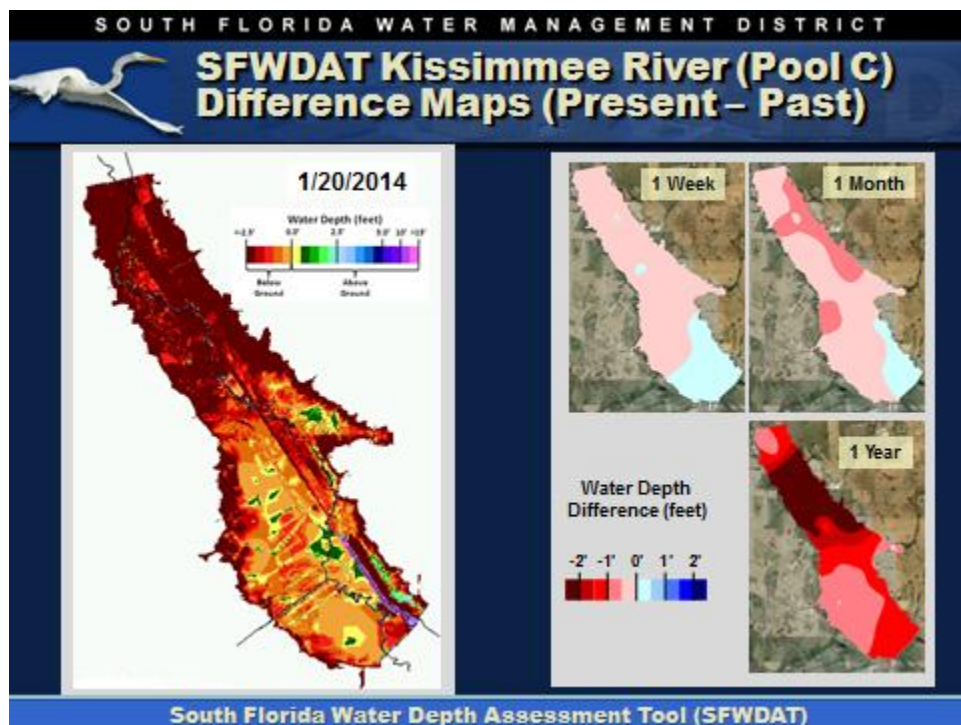 SOUTH FLORIDA WATER MANAGEMENT DISTRICT
SFWDAT Kissimmee River (Pool C)
Difference Maps (Present – Past)
1/20/2014
Water Depth (feet)
0.0' 2.5' 5.0' 10' >15'
Below
Ground
Above
Ground
1 Week
1 Month
1 Year
Water Depth
Difference (feet)
-2' -1' 0' 1' 2'
South Florida Water Depth Assessment Tool (SFWDAT)